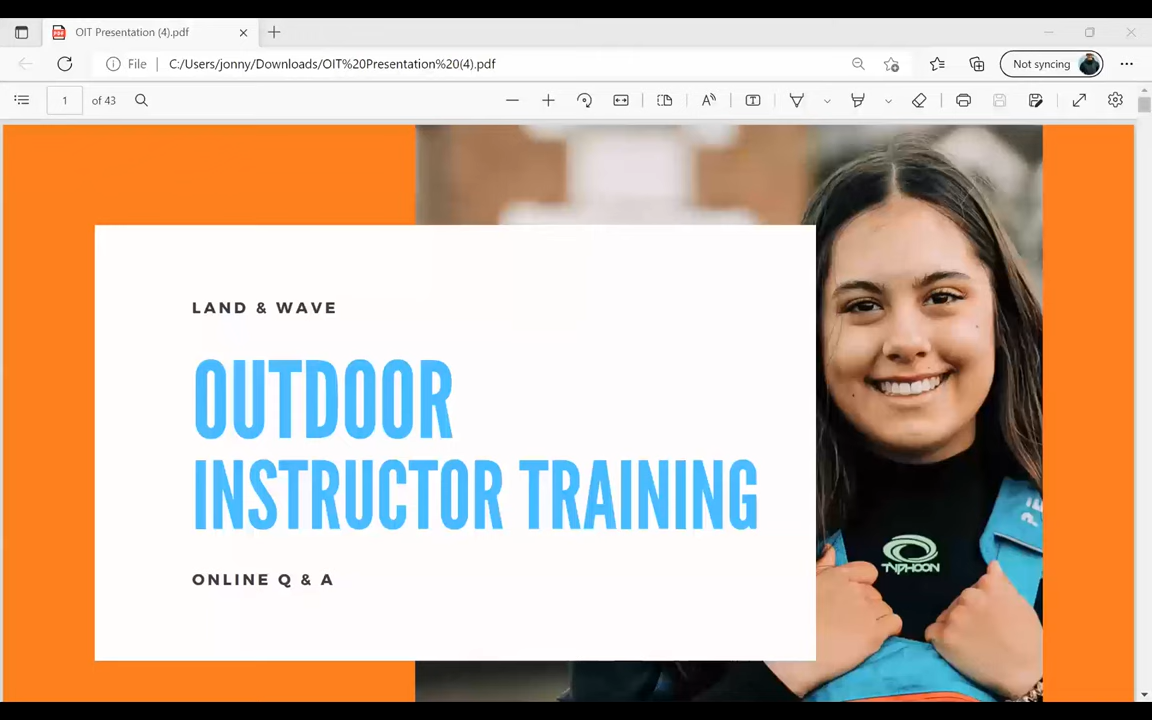 OIT Presentation (4).pdf
File
C:/Users/jonny/Downloads/OIT%20Presentation%20(4).pdf
Not syncing
1
of 43
LAND & WAVE
OUTDOOR
INSTRUCTOR TRAINING
ONLINE Q & A
TYPHOON
PE